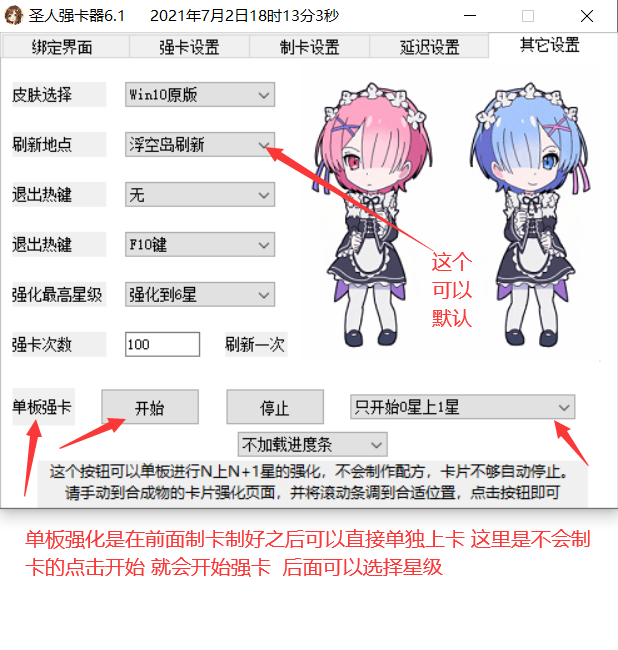 圣人强卡器6.1 2021年7月2日18时13分3秒
绑定界面 强卡设置 制卡设置 延迟设置 其它设置
皮肤选择 Win10原版
刷新地点 浮空岛刷新
退出热键 无
退出热键 F10键
这个
可以
默认
强化最高星级 强化到6星
强卡次数 100 刷新一次
单板强卡 开始 停止 只开始0星上1星
不加载进度条
这个按钮可以单板进行N上N+1星的强化，不会制作配方，卡片不够自动停止。
请手动到合成物的卡片强化页面，并将滚动条调到合适位置，点击按钮即可
单板强化是在前面制卡制好之后可以直接单独上卡 这里是不会制
卡的点击开始 就会开始强卡 后面可以选择星级